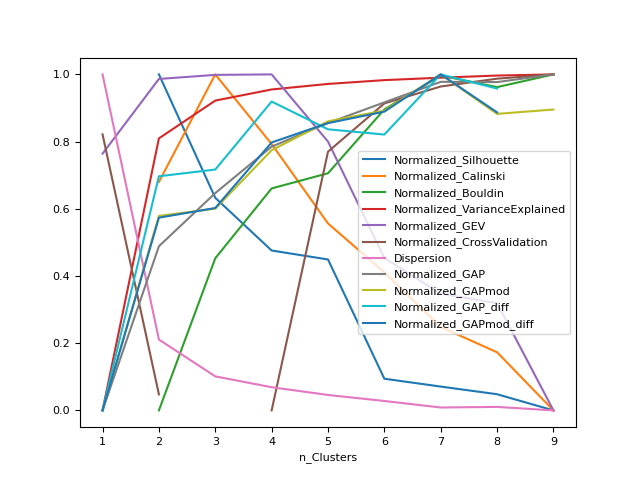 1.0
0.8
0.6
0.4
0.2
0.0
Normalized_Silhouette
Normalized_Calinski
Normalized_Bouldin
Normalized_VarianceExplained
Normalized_GEV
Normalized_CrossValidation
Dispersion
Normalized_GAP
Normalized_GAPmod
Normalized_GAP_diff
Normalized_GAPmod_diff
1 2 3 4 5 6 7 8 9
n_Clusters